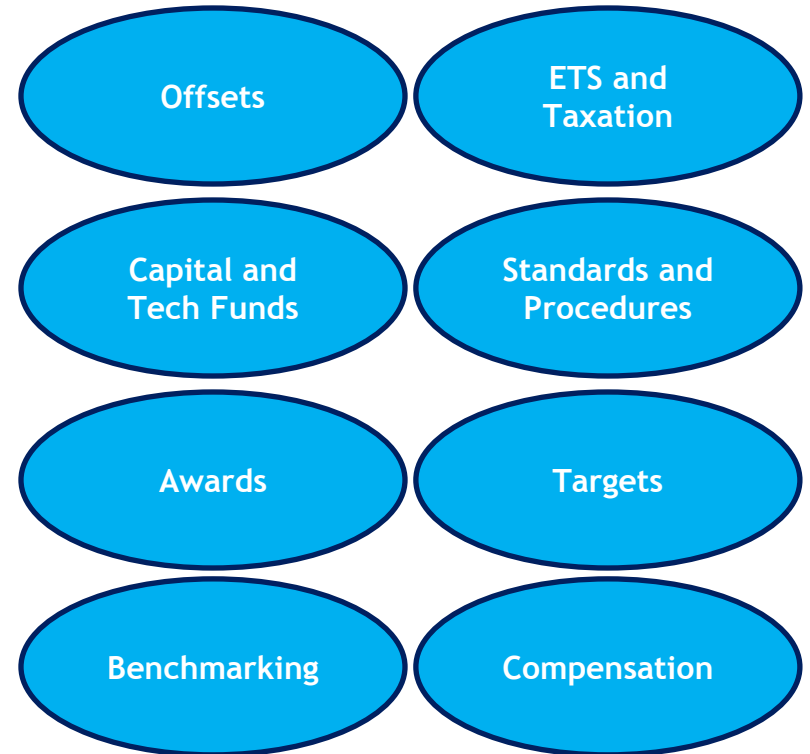 Offsets
ETS and
Taxation
Capital and
Tech Funds
Standards and
Procedures
Awards
Targets
Benchmarking
Compensation